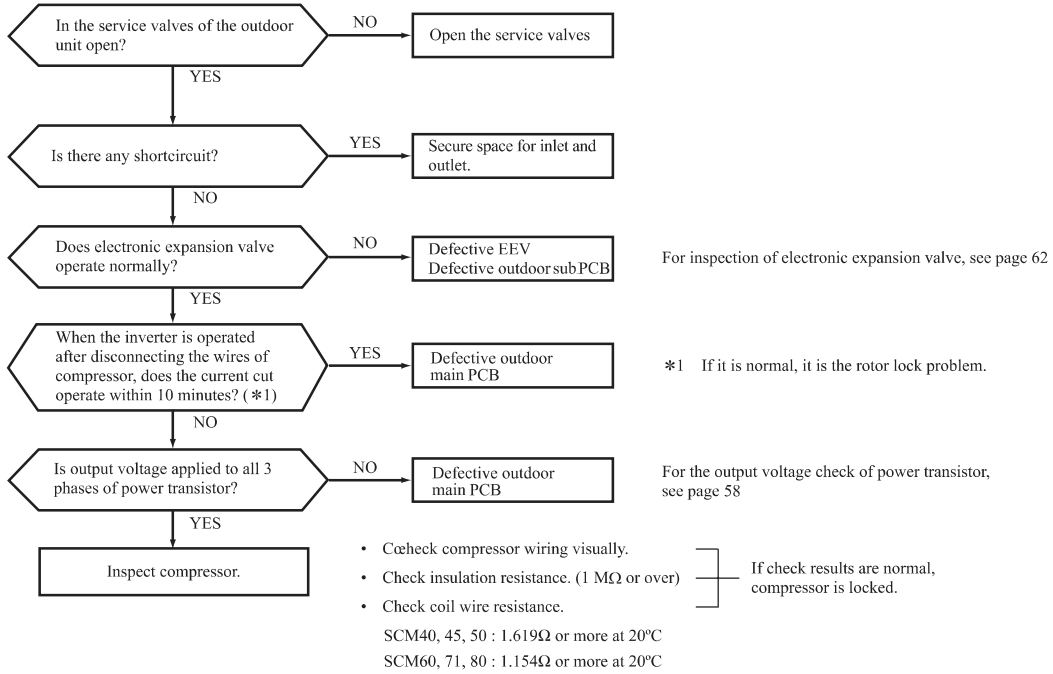 In the service valves of the outdoor
unit open?
NO
Open the service valves
YES
Is there any shortcircuit?
YES
Secure space for inlet and
outlet.
NO
Does electronic expansion valve
operate normally?
NO
Defective EEV
Defective outdoor sub PCB
For inspection of electronic expansion valve, see page 62
YES
When the inverter is operated
after disconnecting the wires of
compressor, does the current cut
operate within 10 minutes? (✻1)
YES
Defective outdoor
main PCB
✻1 If it is normal, it is the rotor lock problem.
NO
Is output voltage applied to all 3
phases of power transistor?
NO
Defective outdoor
main PCB
For the output voltage check of power transistor,
see page 58
YES
Inspect compressor.
• Cœheck compressor wiring visually.
• Check insulation resistance. (1 MΩ or over)
• Check coil wire resistance.
SCM40, 45, 50 : 1.619Ω or more at 20ºC
SCM60, 71, 80 : 1.154Ω or more at 20ºC
If check results are normal,
compressor is locked.